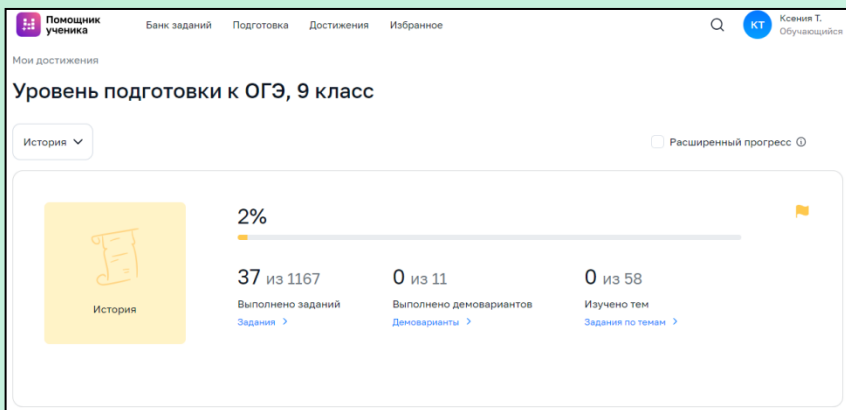 Помощник ученика
Банк заданий Подготовка Достижения Избранное
КТ
Ксения Т.
Обучающийся
Мои достижения
Уровень подготовки к ОГЭ, 9 класс
История
Расширенный прогресс
История
2%
37 из 1167
Выполнено заданий
Задания >
0 из 11
Выполнено демовариантов
Демоварианты >
0 из 58
Изучено тем
Задания по темам >